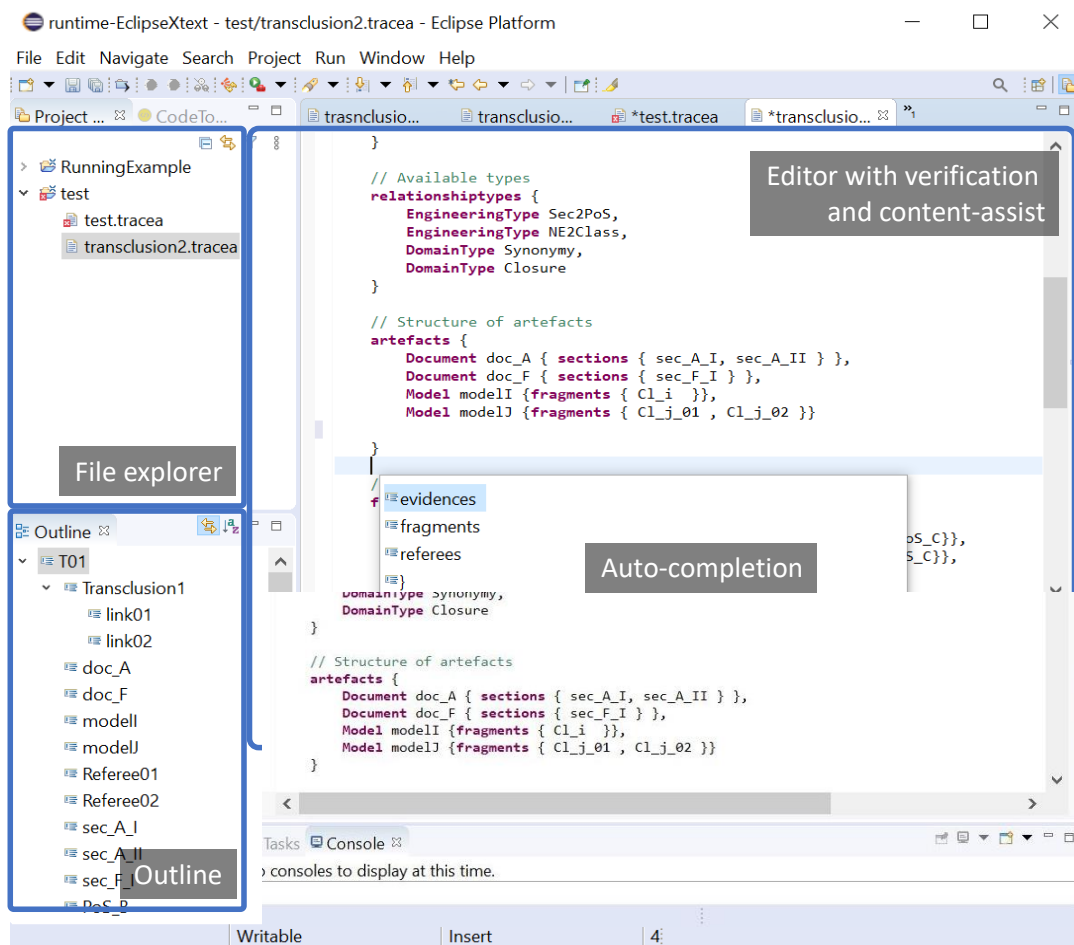 runtime-EclipseXtext - test/transclusion2.tracea - Eclipse Platform
File Edit Navigate Search Project Run Window Help
Project ... CodeTo...
trasnclusio... transclusio... *test.tracea *transclusio... »1
RunningExample
test
test.tracea
transclusion2.tracea
File explorer
}
// Available types
relationshiptypes {
EngineeringType Sec2PoS,
EngineeringType NE2Class,
DomainType Synonymy,
DomainType Closure
}
// Structure of artefacts
artefacts {
Document doc_A { sections { sec_A_I, sec_A_II } },
Document doc_F { sections { sec_F_I } },
Model modelI {fragments { Cl_i }},
Model modelJ {fragments { Cl_j_01 , Cl_j_02 }}
}
Editor with verification
and content-assist
/
f
evidences
fragments
referees
}
oS_C}},
S_C}},
Auto-completion
DomainType Synonymy,
DomainType Closure
}
// Structure of artefacts
artefacts {
Document doc_A { sections { sec_A_I, sec_A_II } },
Document doc_F { sections { sec_F_I } },
Model modelI {fragments { Cl_i }},
Model modelJ {fragments { Cl_j_01 , Cl_j_02 }}
}
Outline
T01
Transclusion1
link01
link02
doc_A
doc_F
modelI
modelJ
Referee01
Referee02
sec_A_I
sec_A_II
sec_F_I
PoS_B
Outline
Tasks Console
consoles to display at this time.
Writable Insert 4